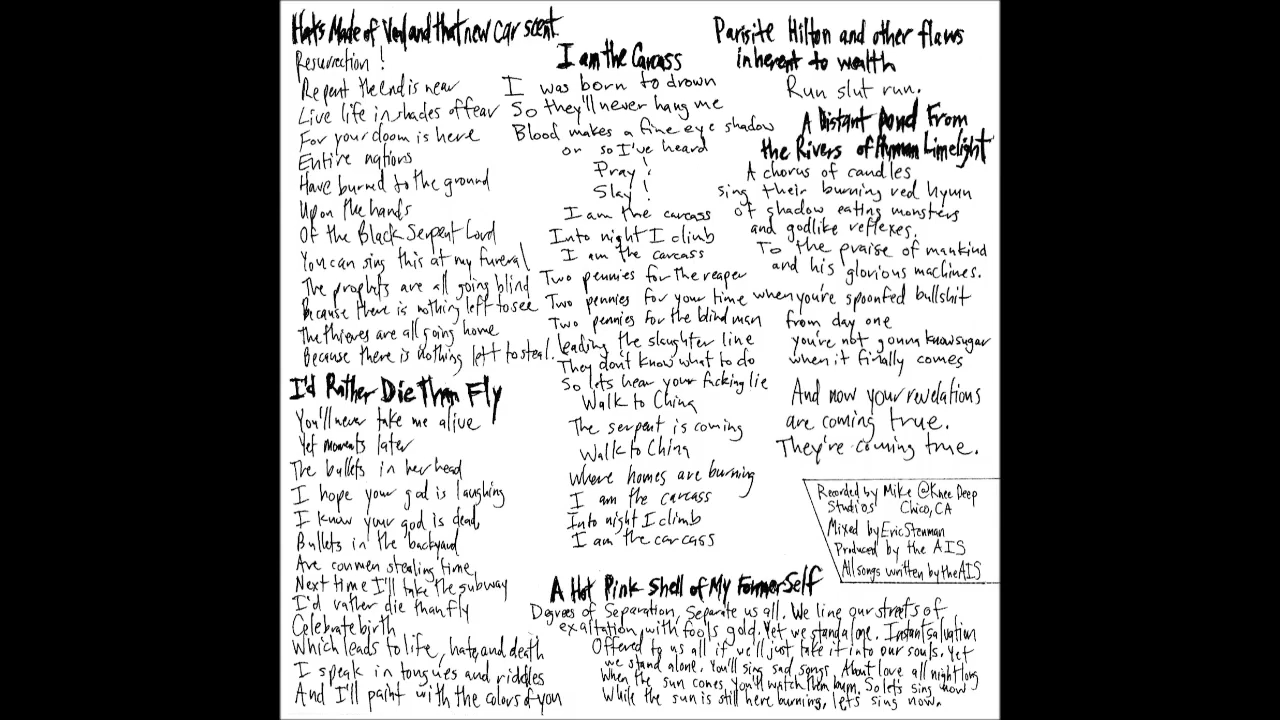 Hats Made of Veal and that new car scent
Resurrection!
Repent the end is near
Live life in shades of fear
For your doom is here
Entire nations
Have burned to the ground
Upon the hands
Of the Black Serpent Lord
You can sing this at my funeral
The prophets are all going blind
Because there is nothing left to see
The thieves are all going home
Because there is nothing left to steal.
I'd Rather Die Than Fly
You'll never take me alive
Yet moments later
The bullets in her head
I hope your god is laughing
I know your god is dead
Bullets in the backyard
Are conmen stealing time
Next time I'll take the subway
I'd rather die than fly
Celebrate birth
Which leads to life, hate, and death
I speak in tongues and riddles
And I'll paint with the colors of you
I am the Carcass
I was born to drown
So they'll never hang me
Blood makes a fine eye shadow
or so I've heard
Pray!
Slay!
I am the carcass
Into night I climb
I am the carcass
Two pennies for the reaper
Two pennies for your time
Two pennies for the blind man
leading the slaughter line
They don't know what to do
So lets hear your fucking lie
Walk to China
The serpent is coming
Walk to China
Where homes are burning
I am the carcass
Into night I climb
I am the carcass
Parisite Hilton and other flaws
inherent to wealth
Run slut run.
A Distant pond From
the Rivers of Human Limelight
A chorus of candles
sing their burning red hymn
of shadow eating monsters
and godlike reflexes.
To the praise of mankind
and his glorious machines.
when you're spoonfed bullshit
from day one
you're not gonna know sugar
when it finally comes
And now your revelations
are coming true.
They're coming true.
Recorded by Mike @ Knee Deep
Studios Chico, CA
Mixed by Eric Stenman
Produced by the AIS
All songs written by the AIS
A Hot Pink Shell of My Former Self
Degrees of Separation, Separate us all. We line our streets of
exaltation, with fools gold. Yet we stand alone. Instant salvation
Offered to us all if we'll just take it into our souls. Yet
we stand alone. You'll sing sad songs. About love all night long
When the sun comes you'll watch them burn. So lets sing now
While the sun is still here burning, lets sing now.